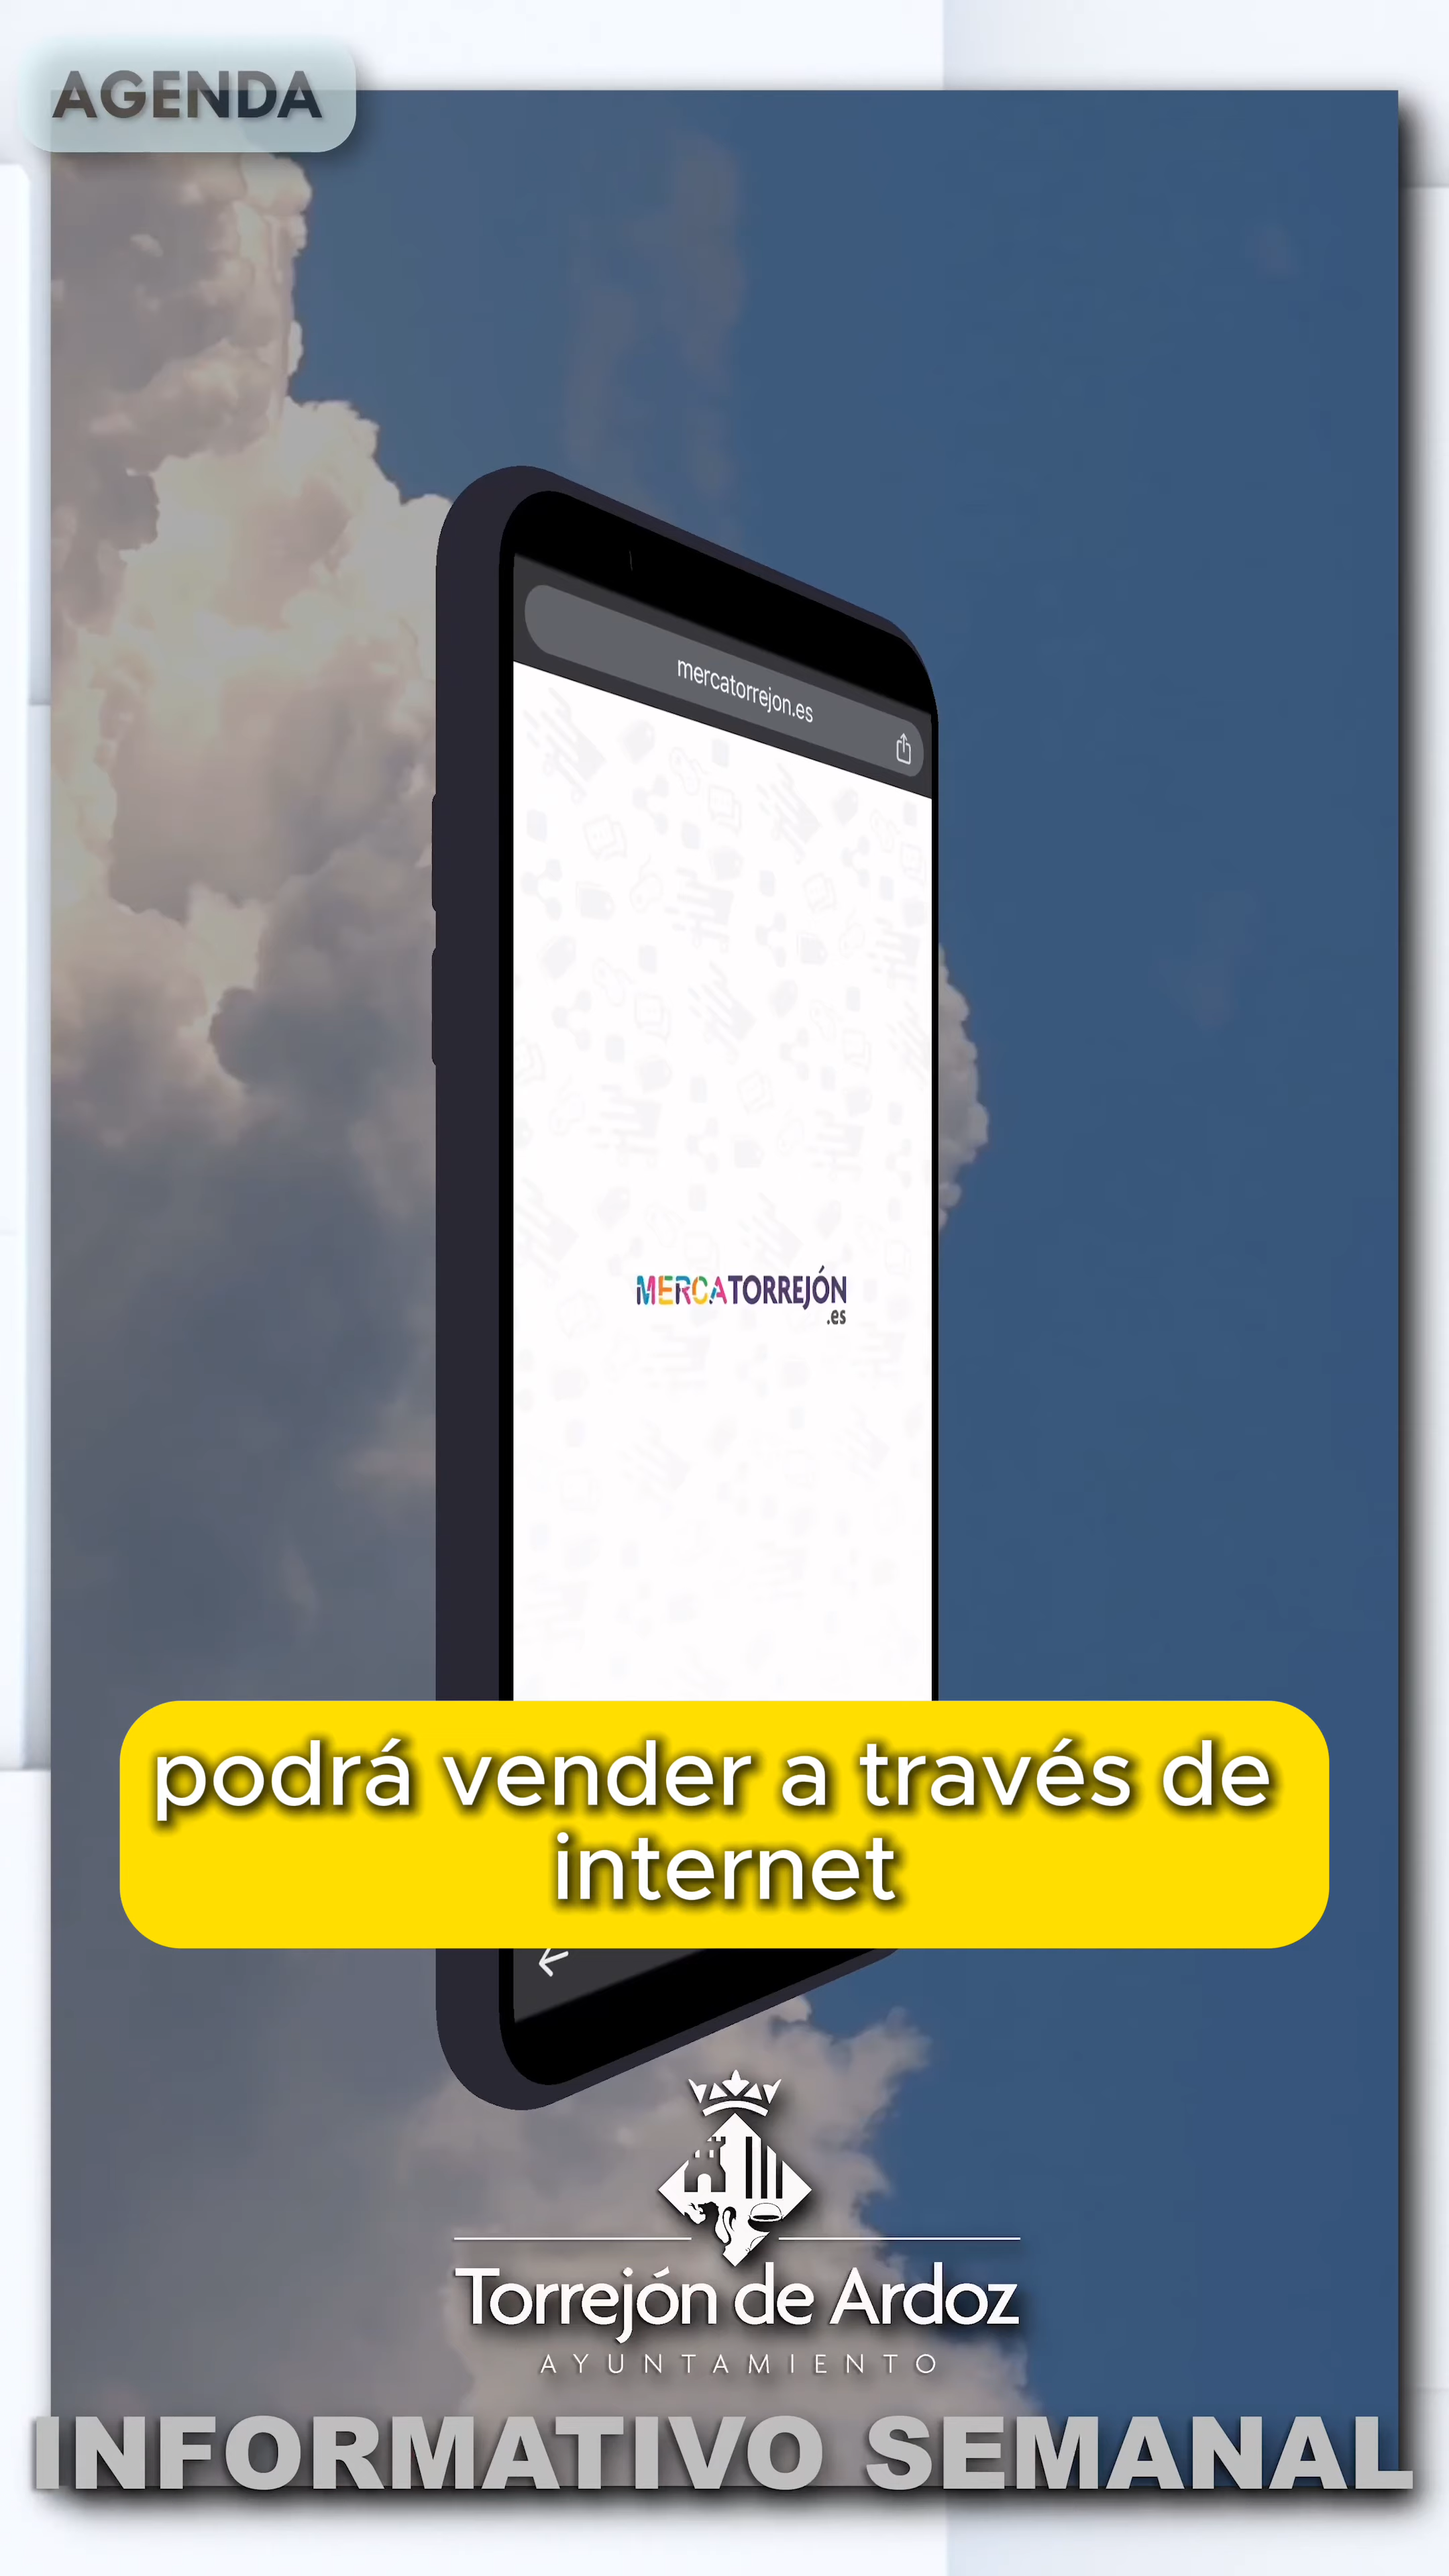 AGENDA
mercatorrejon.es
MERCATORREJÓN
.es
podrá vender a través de
internet
Torrejón de Ardoz
AYUNTAMIENTO
INFORMATIVO SEMANAL